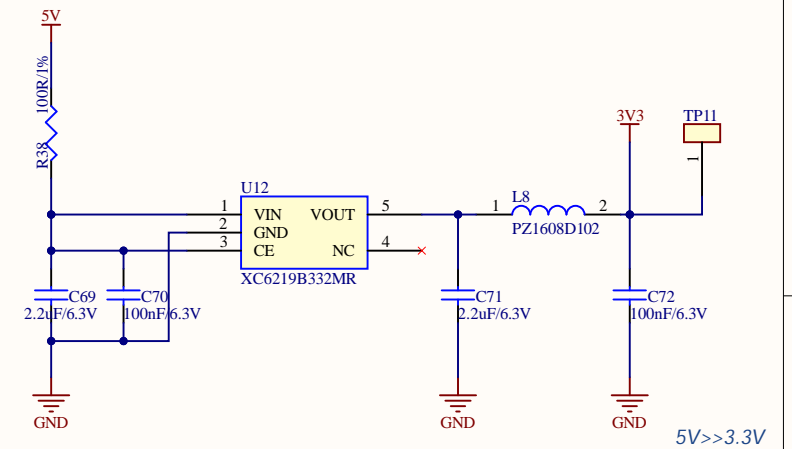 5V
100R/1%
R38
3V3
TP11
1
U12
1
VIN
VOUT
5
2
GND
3
CE
NC
4
XC6219B332MR
1
L8
2
PZ1608D102
C69
2.2uF/6.3V
C70
100nF/6.3V
C71
2.2uF/6.3V
C72
100nF/6.3V
GND
GND
GND
5V>>3.3V